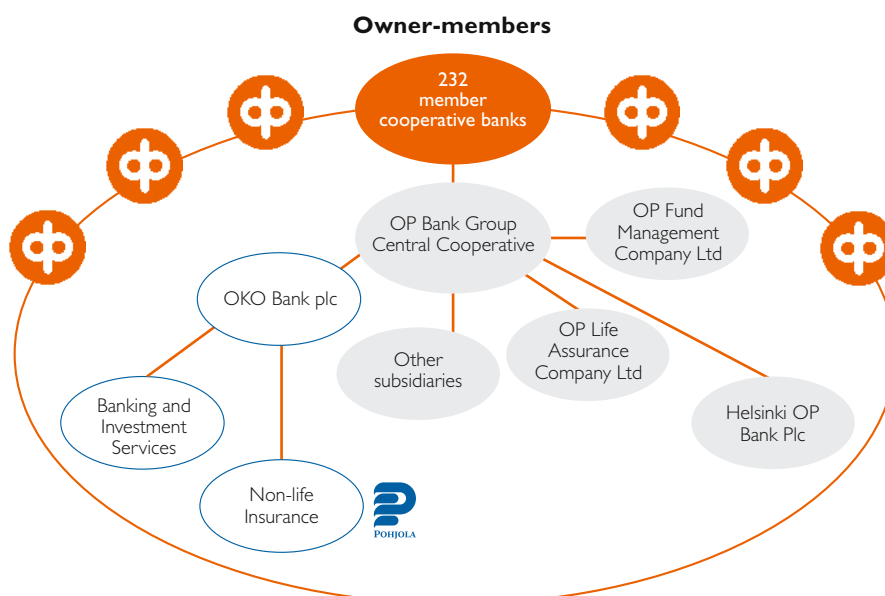 Owner-members
232
member
cooperative banks
OP Bank Group
Central Cooperative
OP Fund
Management
Company Ltd
OKO Bank plc
Other
subsidiaries
OP Life
Assurance
Company Ltd
Banking and
Investment
Services
Helsinki OP
Bank Plc
Non-life
Insurance
POHJOLA